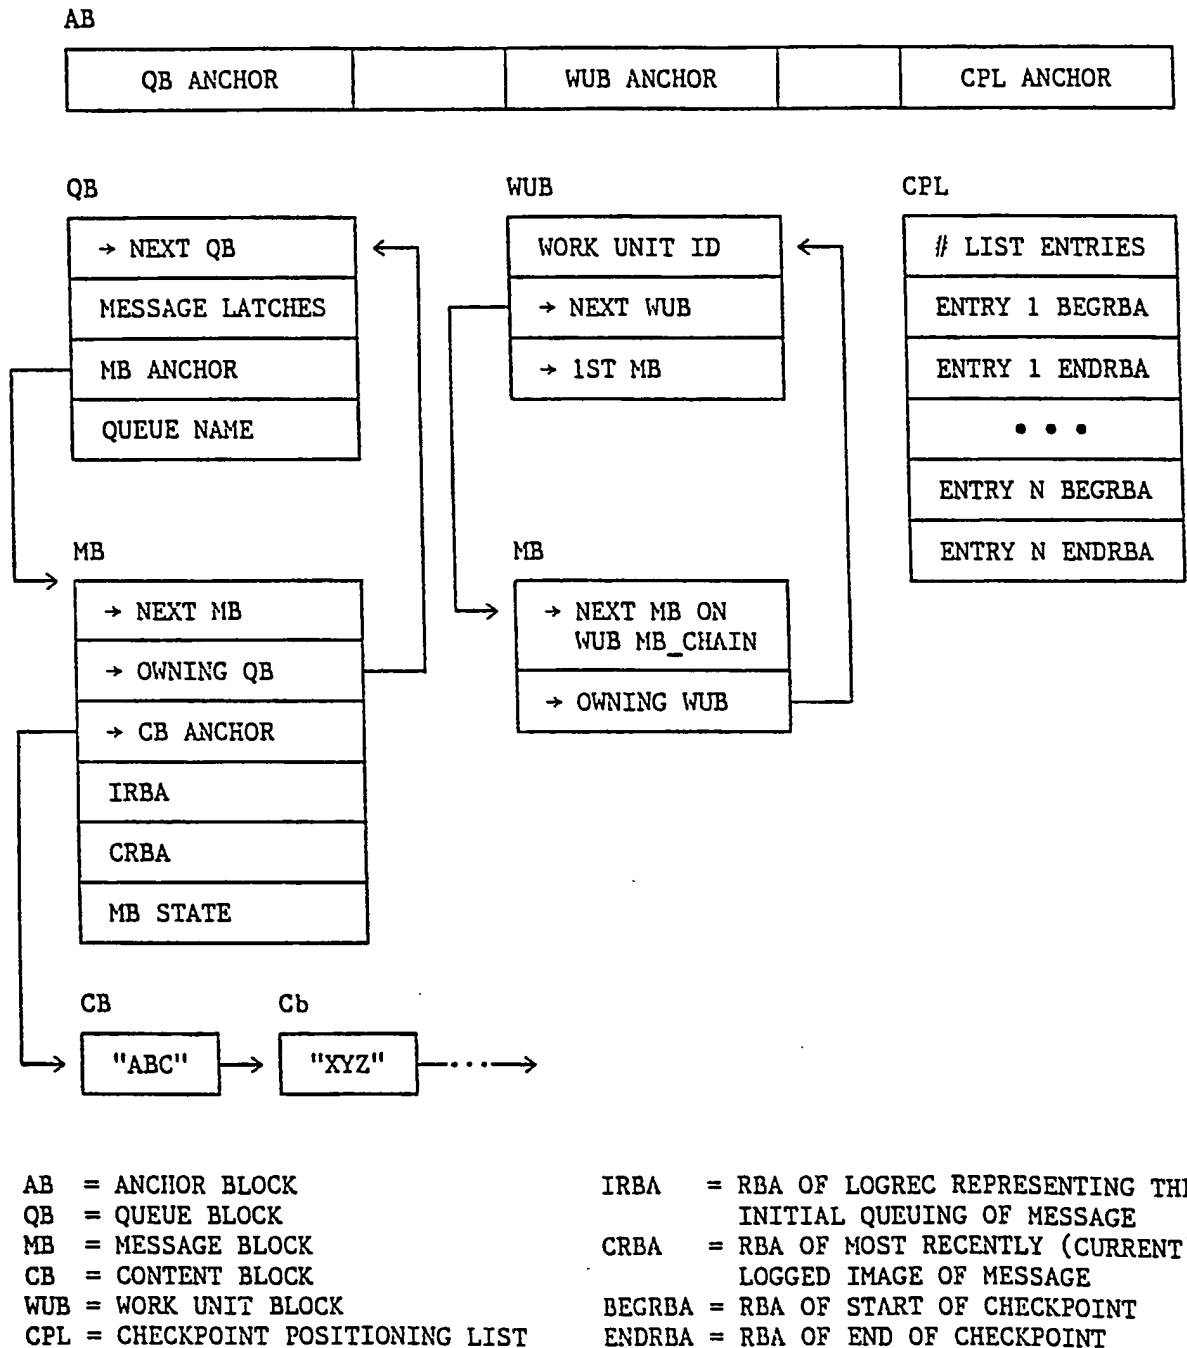 AB
QB ANCHOR WUB ANCHOR CPL ANCHOR
QB WUB CPL
→ NEXT QB
MESSAGE LATCHES
MB ANCHOR
QUEUE NAME
WORK UNIT ID
→ NEXT WUB
→ 1ST MB
# LIST ENTRIES
ENTRY 1 BEGRBA
ENTRY 1 ENDRBA
• • •
ENTRY N BEGRBA
ENTRY N ENDRBA
MB
→ NEXT MB
→ OWNING QB
→ CB ANCHOR
IRBA
CRBA
MB STATE
MB
→ NEXT MB ON
WUB MB_CHAIN
→ OWNING WUB
CB Cb
"ABC" "XYZ"
AB = ANCHOR BLOCK
QB = QUEUE BLOCK
MB = MESSAGE BLOCK
CB = CONTENT BLOCK
WUB = WORK UNIT BLOCK
CPL = CHECKPOINT POSITIONING LIST
IRBA = RBA OF LOGREC REPRESENTING TH
INITIAL QUEUING OF MESSAGE
CRBA = RBA OF MOST RECENTLY (CURRENT
LOGGED IMAGE OF MESSAGE
BEGRBA = RBA OF START OF CHECKPOINT
ENDRBA = RBA OF END OF CHECKPOINT